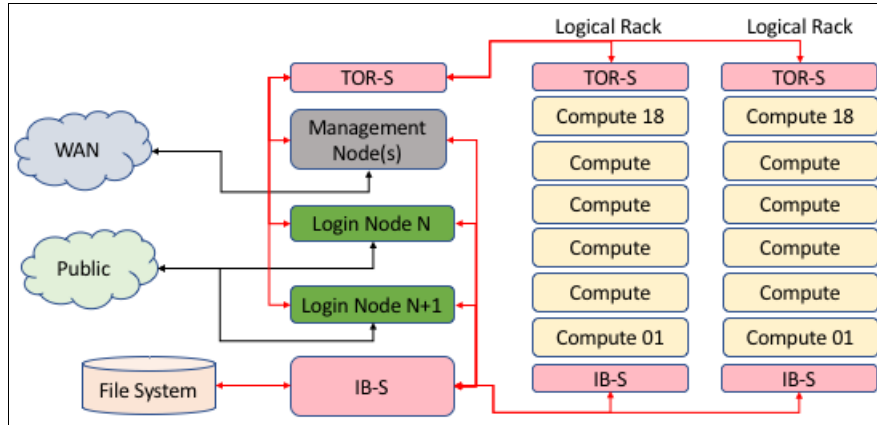 Logical Rack
Logical Rack
TOR-S
TOR-S
TOR-S
Management
Node(s)
Compute 18
Compute 18
WAN
Compute
Compute
Compute
Compute
Login Node N
Public
Compute
Compute
Compute
Compute
Login Node N+1
Compute 01
Compute 01
File System
IB-S
IB-S
IB-S